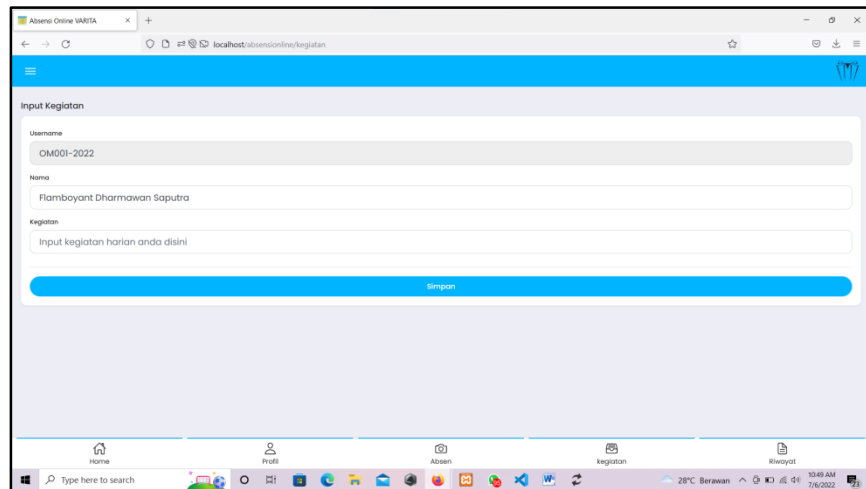 Absensi Online VARITA
localhost/absensionline/kegiatan
Input Kegiatan
Username
OM001-2022
Nama
Flamboyant Dharmawan Saputra
Kegiatan
Input kegiatan harian anda disini
Simpan
Home
Profil
Absen
kegiatan
Riwayat
Type here to search
28°C Berawan
10:49 AM
7/6/2022